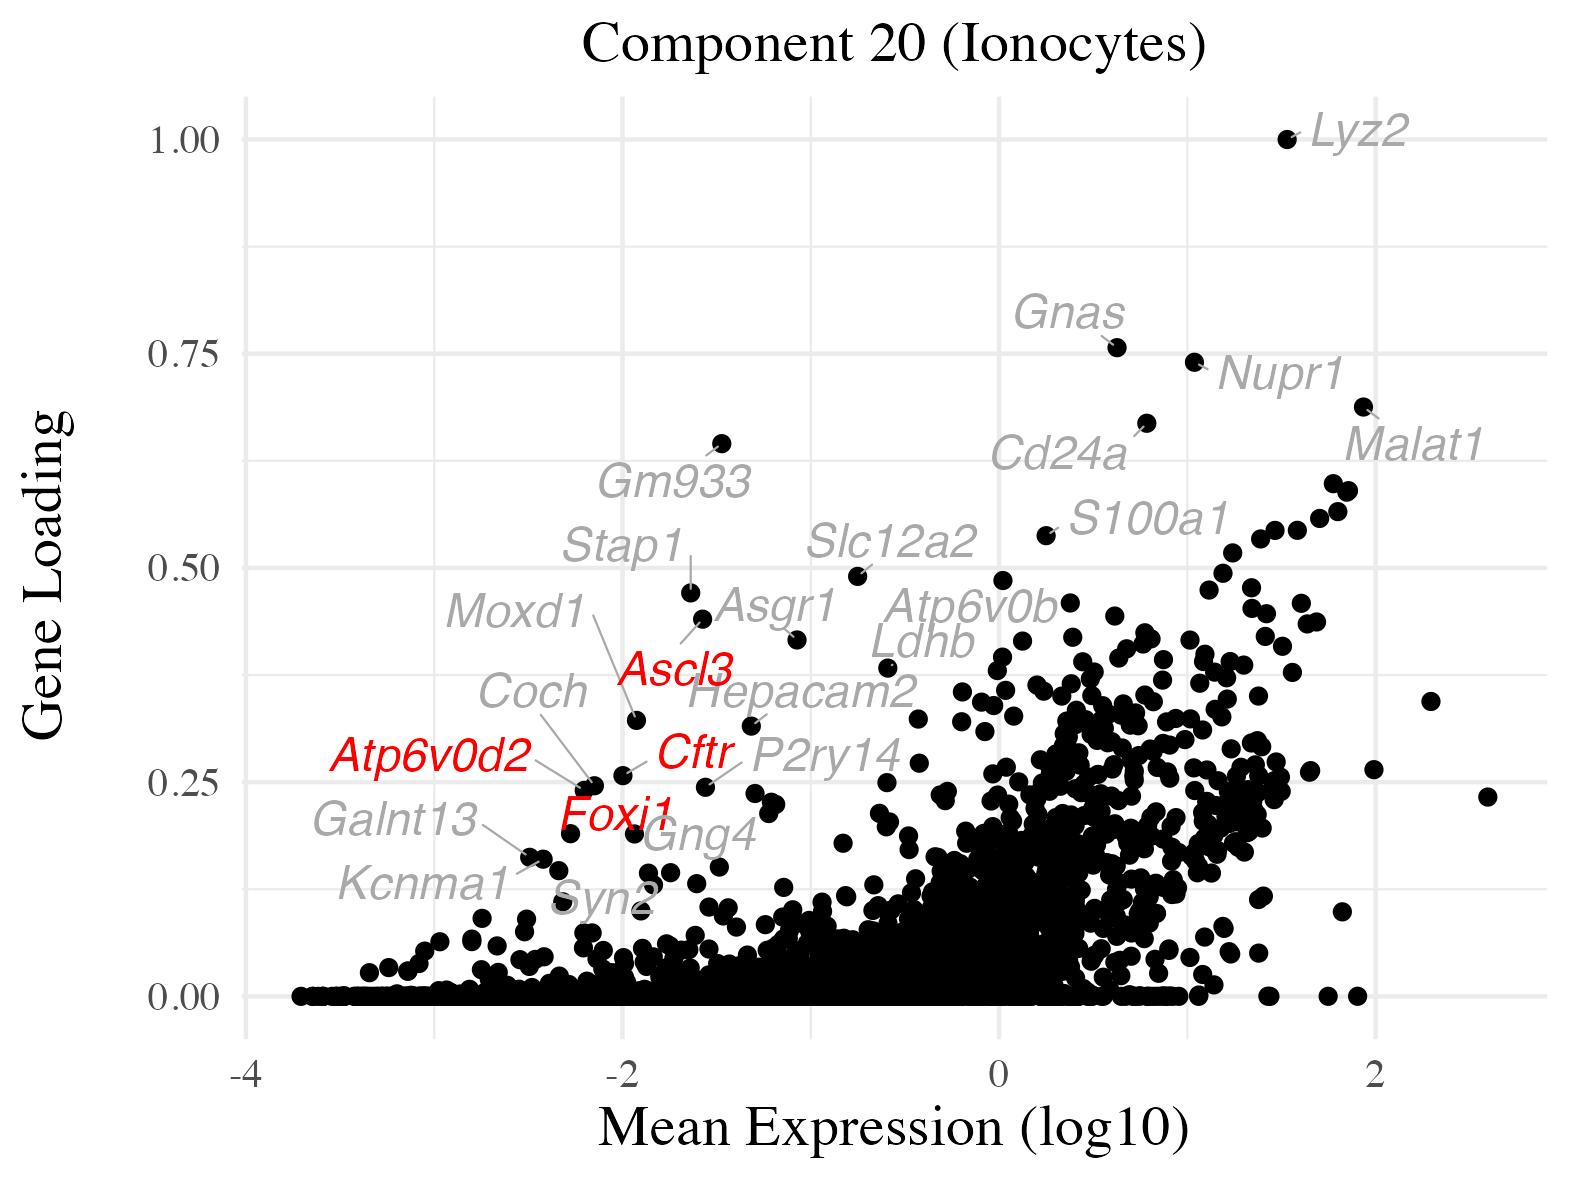 Component 20 (Ionocytes)
Gene Loading
1.00
0.75
0.50
0.25
0.00
Lyz2
Gnas
Nupr1
Malat1
Cd24a
Gm933
S100a1
Slc12a2
Stap1
Asgr1
Atp6v0b
Moxd1
Ldhb
Ascl3
Coch
Hepacam2
Atp6v0d2
Cftr
P2ry14
Galnt13
Foxi1
Gng4
Kcnma1
Syn2
-4
-2
0
2
Mean Expression (log10)